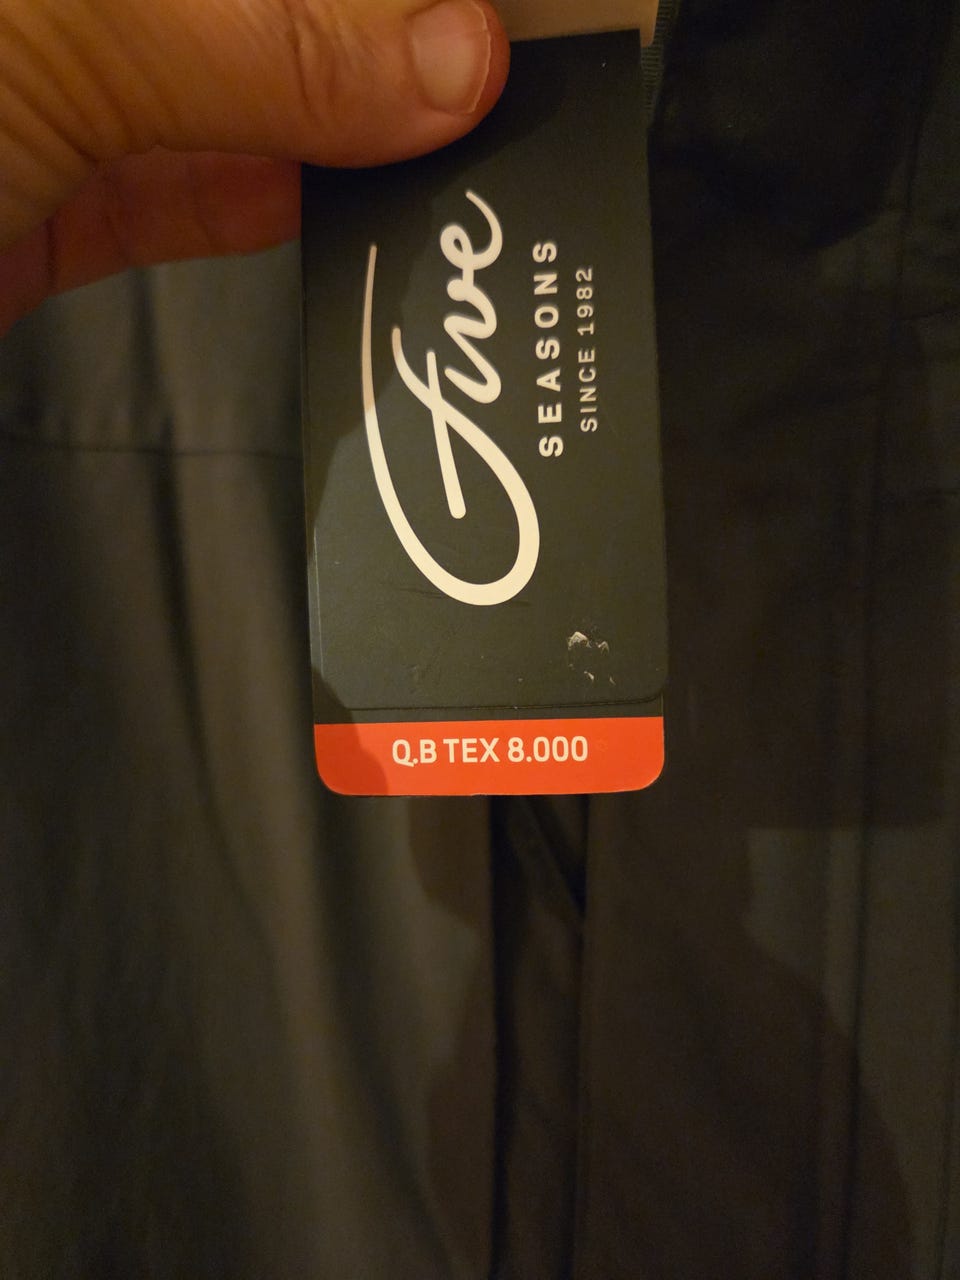 Five
SEASONS
SINCE 1982
Q.B TEX 8.000